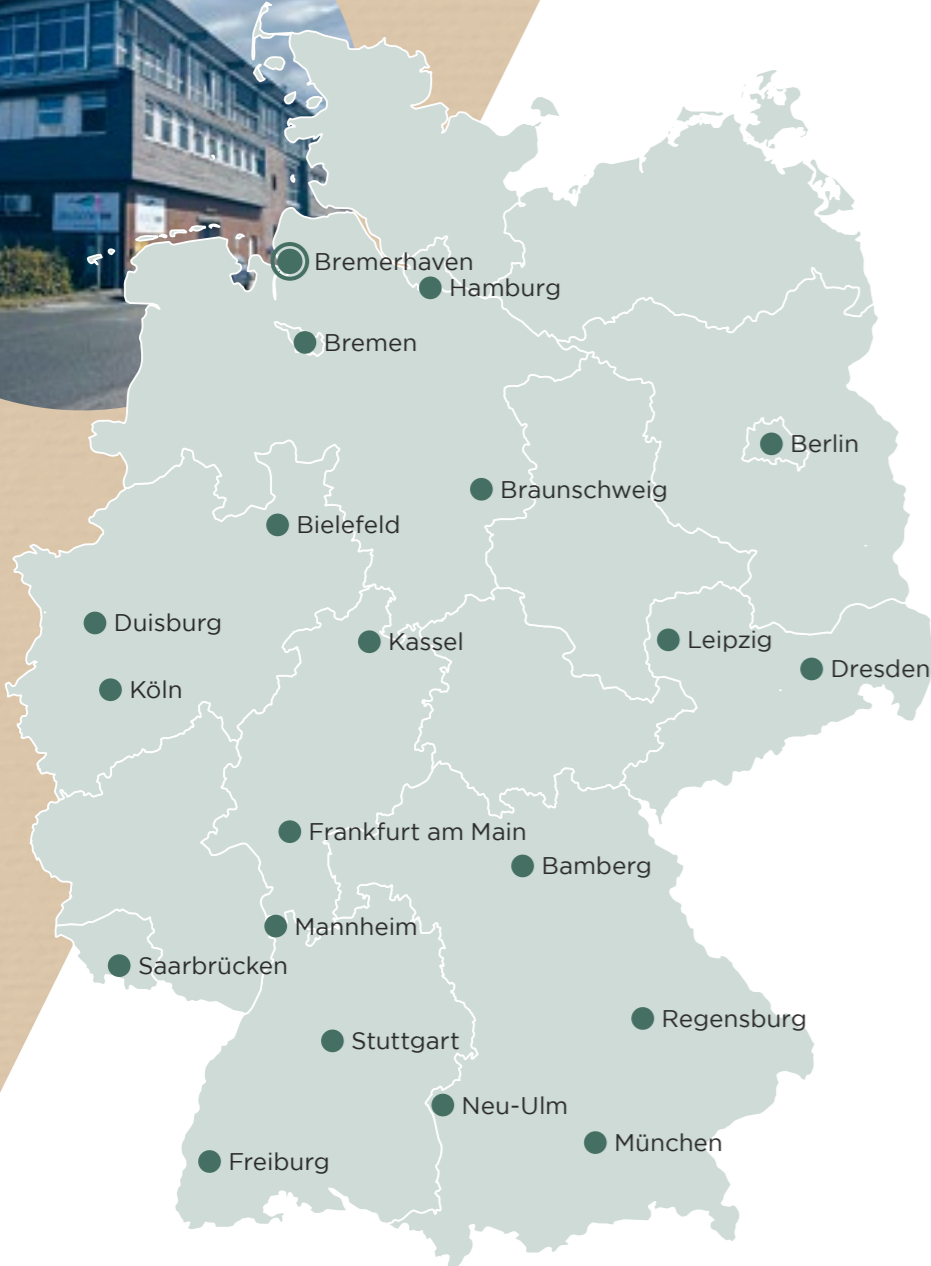 Bremerhaven
Hamburg
Bremen
Berlin
Braunschweig
Bielefeld
Duisburg
Kassel
Leipzig
Dresden
Köln
Frankfurt am Main
Bamberg
Mannheim
Saarbrücken
Regensburg
Stuttgart
Neu-Ulm
München
Freiburg